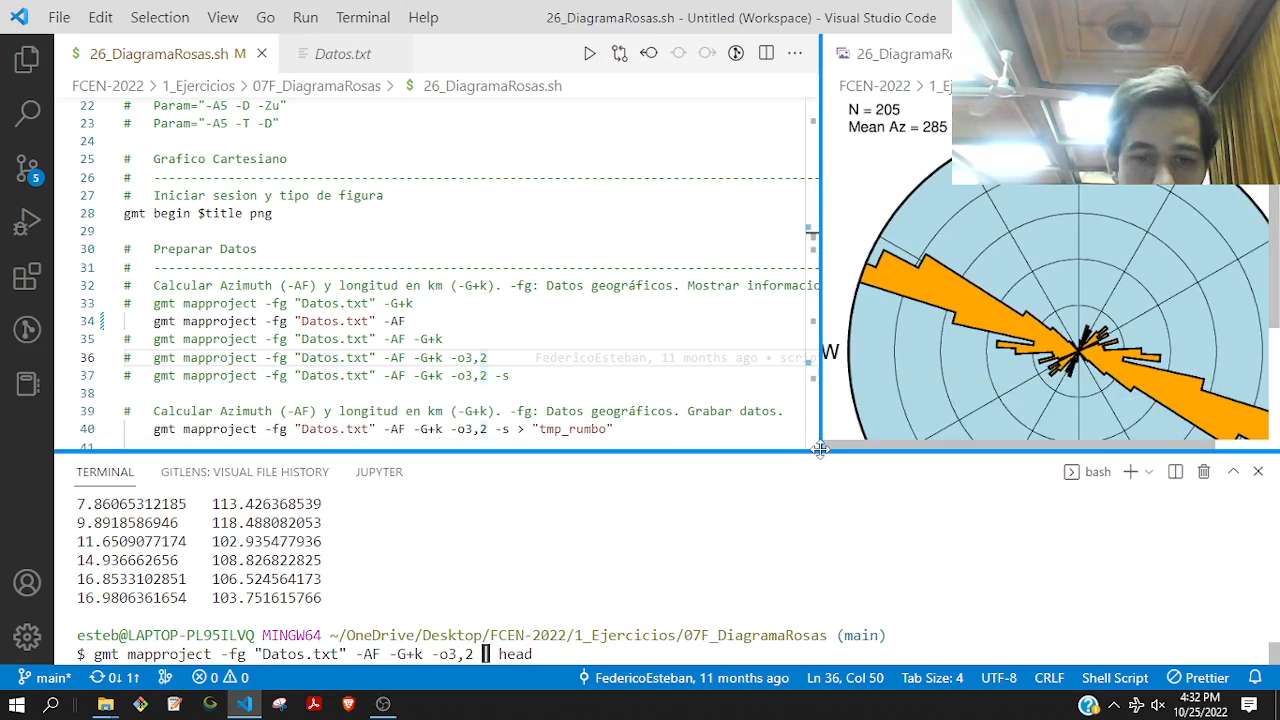 File Edit Selection View Go Run Terminal Help 26_DiagramaRosas.sh - Untitled (Workspace) - Visual Studio Code
$ 26_DiagramaRosas.sh M Datos.txt
FCEN-2022 > 1_Ejercicios > 07F_DiagramaRosas > $ 26_DiagramaRosas.sh
22 # Param="-A5 -D -Zu"
23 # Param="-A5 -T -D"
24
25 # Grafico Cartesiano
26 # -----------------------------------------------------------------------------------------
27 # Iniciar sesion y tipo de figura
28 gmt begin $title png
29
30 # Preparar Datos
31 # -----------------------------------------------------------------------------------------
32 # Calcular Azimuth (-AF) y longitud en km (-G+k). -fg: Datos geográficos. Mostrar informacio
33 # gmt mapproject -fg "Datos.txt" -G+k
34 gmt mapproject -fg "Datos.txt" -AF
35 # gmt mapproject -fg "Datos.txt" -AF -G+k
36 # gmt mapproject -fg "Datos.txt" -AF -G+k -o3,2 FedericoEsteban, 11 months ago • scrip
37 # gmt mapproject -fg "Datos.txt" -AF -G+k -o3,2 -s
38
39 # Calcular Azimuth (-AF) y longitud en km (-G+k). -fg: Datos geográficos. Grabar datos.
40 gmt mapproject -fg "Datos.txt" -AF -G+k -o3,2 -s > "tmp_rumbo"
41
26_DiagramaRosas
FCEN-2022 > 1_Ej
N = 205
Mean Az = 285
W
5
TERMINAL GITLENS: VISUAL FILE HISTORY JUPYTER bash
7.86065312185 113.426368539
9.8918586946 118.488082053
11.6509077174 102.935477936
14.936662656 108.826822825
16.8533102851 106.524564173
16.9806361654 103.751615766
esteb@LAPTOP-PL95ILVQ MINGW64 ~/OneDrive/Desktop/FCEN-2022/1_Ejercicios/07F_DiagramaRosas (main)
$ gmt mapproject -fg "Datos.txt" -AF -G+k -o3,2 | head
main* 0↓ 1↑ 0 0 FedericoEsteban, 11 months ago Ln 36, Col 50 Tab Size: 4 UTF-8 CRLF Shell Script Prettier
4:32 PM
10/25/2022